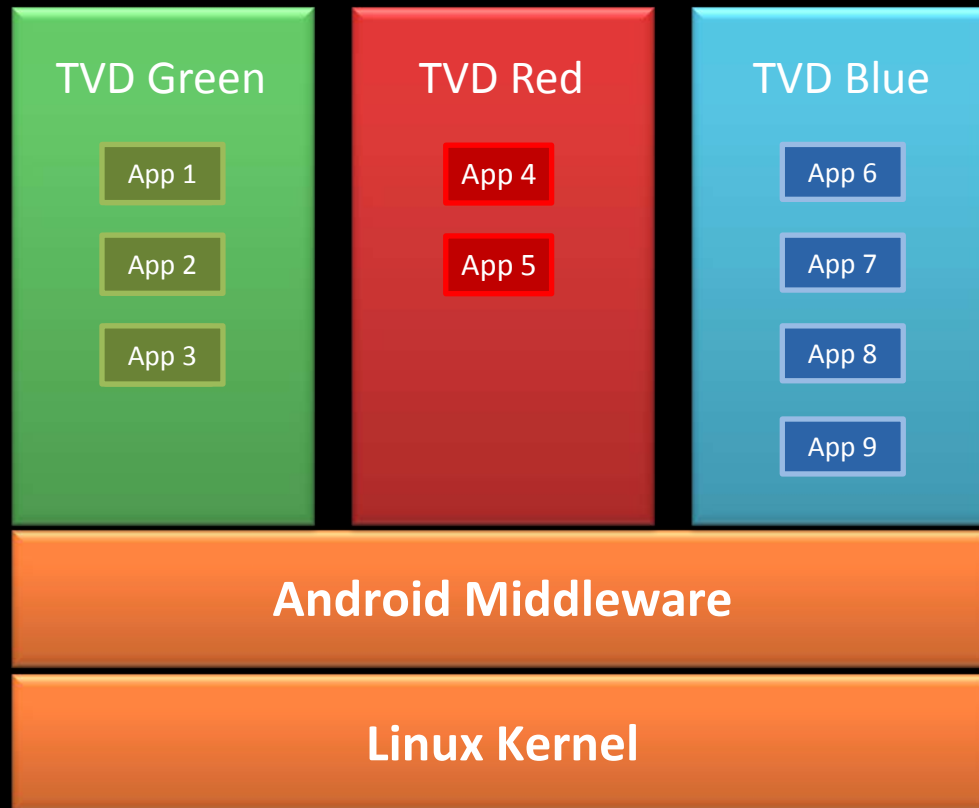 TVD Green
App 1
App 2
App 3
TVD Red
App 4
App 5
TVD Blue
App 6
App 7
App 8
App 9
Android Middleware
Linux Kernel